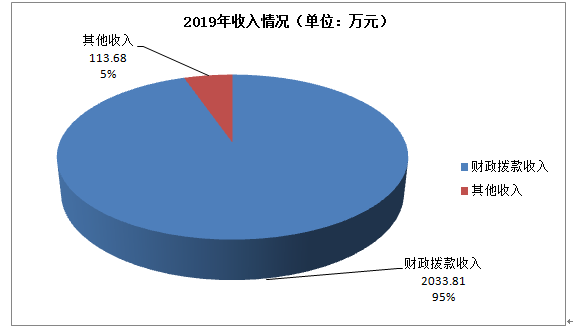 2019年收入情况（单位：万元）
其他收入
113.68
5%
财政拨款收入
其他收入
财政拨款收入
2033.81
95%